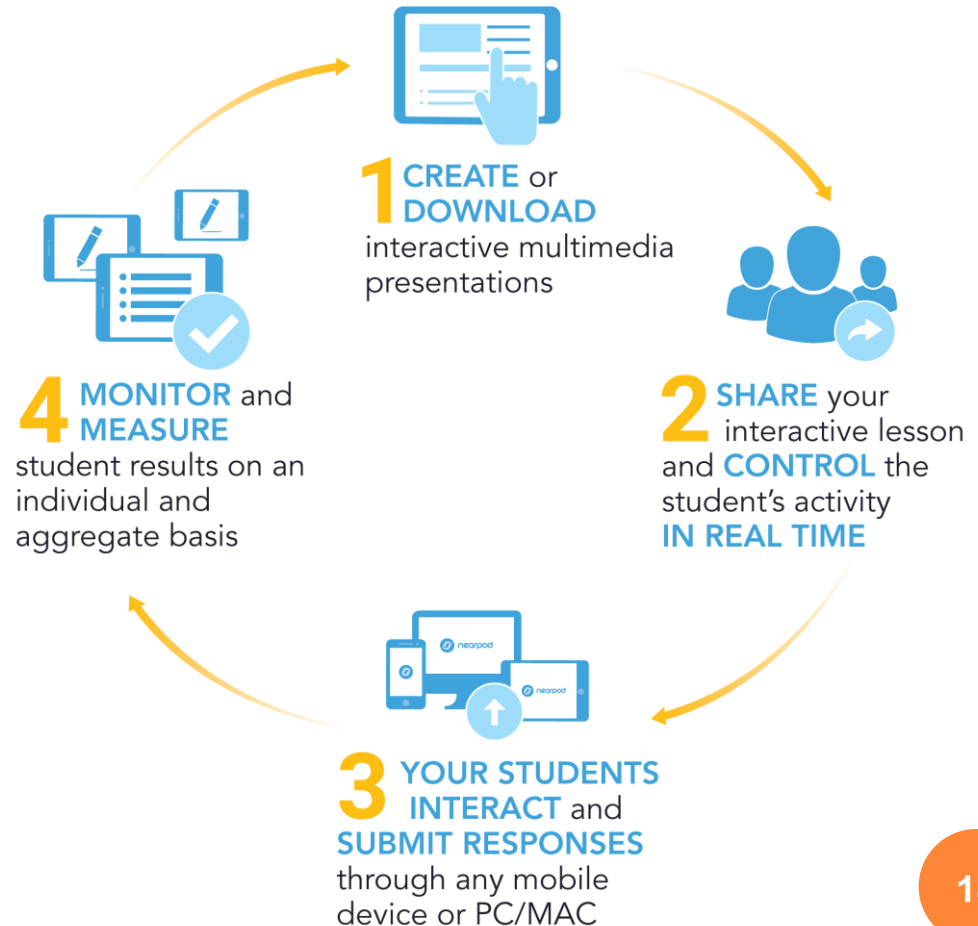 1 CREATE or
DOWNLOAD
interactive multimedia
presentations
2 SHARE your
interactive lesson
and CONTROL the
student's activity
IN REAL TIME
nearpod
nearpod
3 YOUR STUDENTS
INTERACT and
SUBMIT RESPONSES
through any mobile
device or PC/MAC
4 MONITOR and
MEASURE
student results on an
individual and
aggregate basis